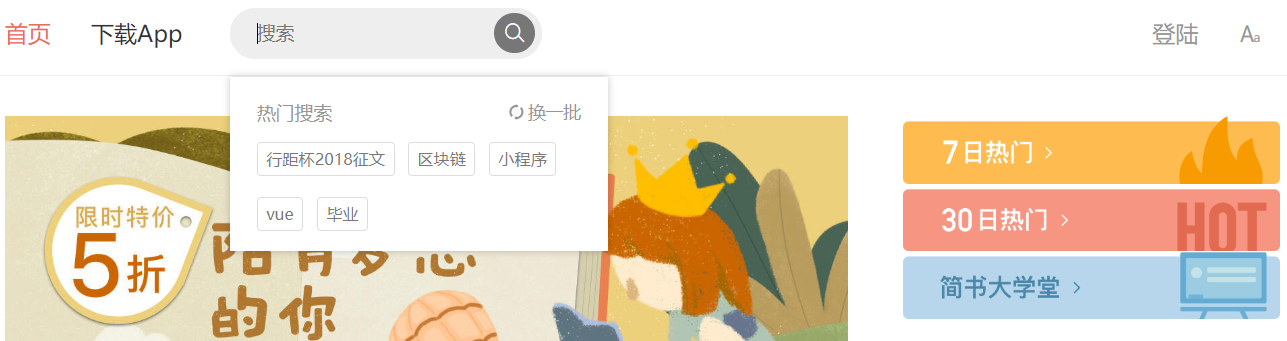 首页 下载App 搜索 登陆 Aa
热门搜索 换一批
行距杯2018征文 区块链 小程序
vue 毕业
限时特价
5折
陪有梦想
的你
7日热门 >
30日热门 >
HOT
简书大学堂 >